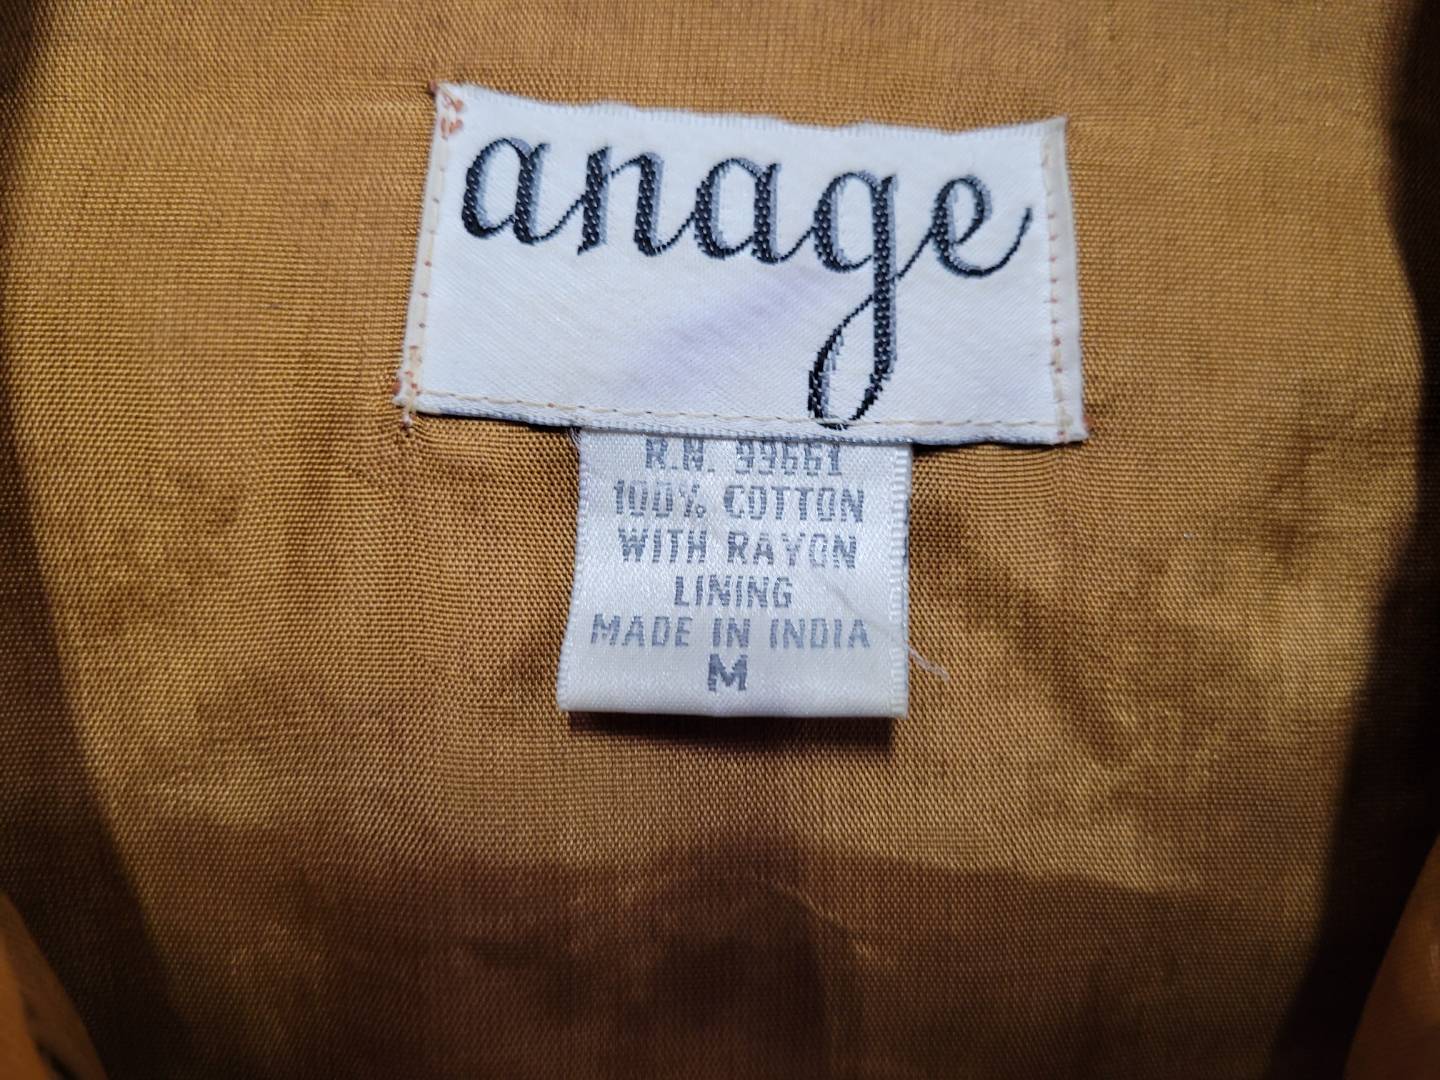 anage
R.N. 99661
100% COTTON
WITH RAYON
LINING
MADE IN INDIA
M